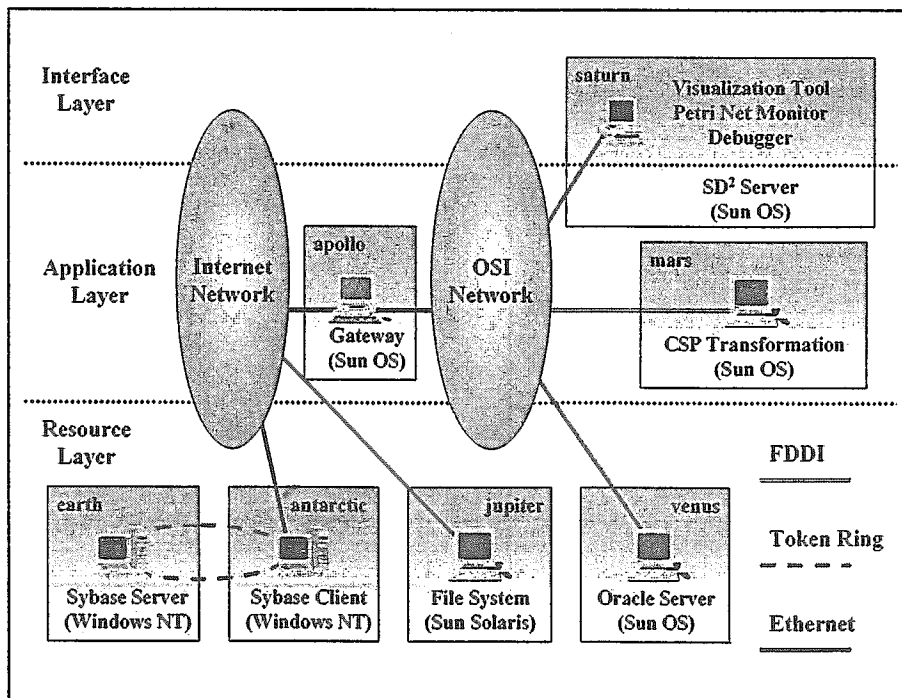 Interface
Layer
saturn
Visualization Tool
Petri Net Monitor
Debugger
SD² Server
(Sun OS)
Application
Layer
Internet
Network
apollo
Gateway
(Sun OS)
OSI
Network
mars
CSP Transformation
(Sun OS)
Resource
Layer
earth
Sybase Server
(Windows NT)
antarctic
Sybase Client
(Windows NT)
jupiter
File System
(Sun Solaris)
venus
Oracle Server
(Sun OS)
FDDI
Token Ring
Ethernet